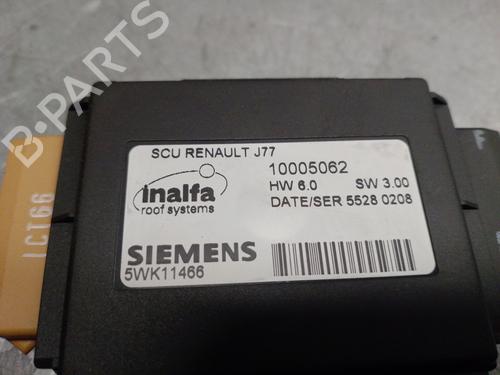 B-PARTS
SCU RENAULT J77
10005062
inalfa
roof systems
HW 6.0 SW 3.00
DATE/SER 5528 0208
SIEMENS
5WK11466
LCT66
F